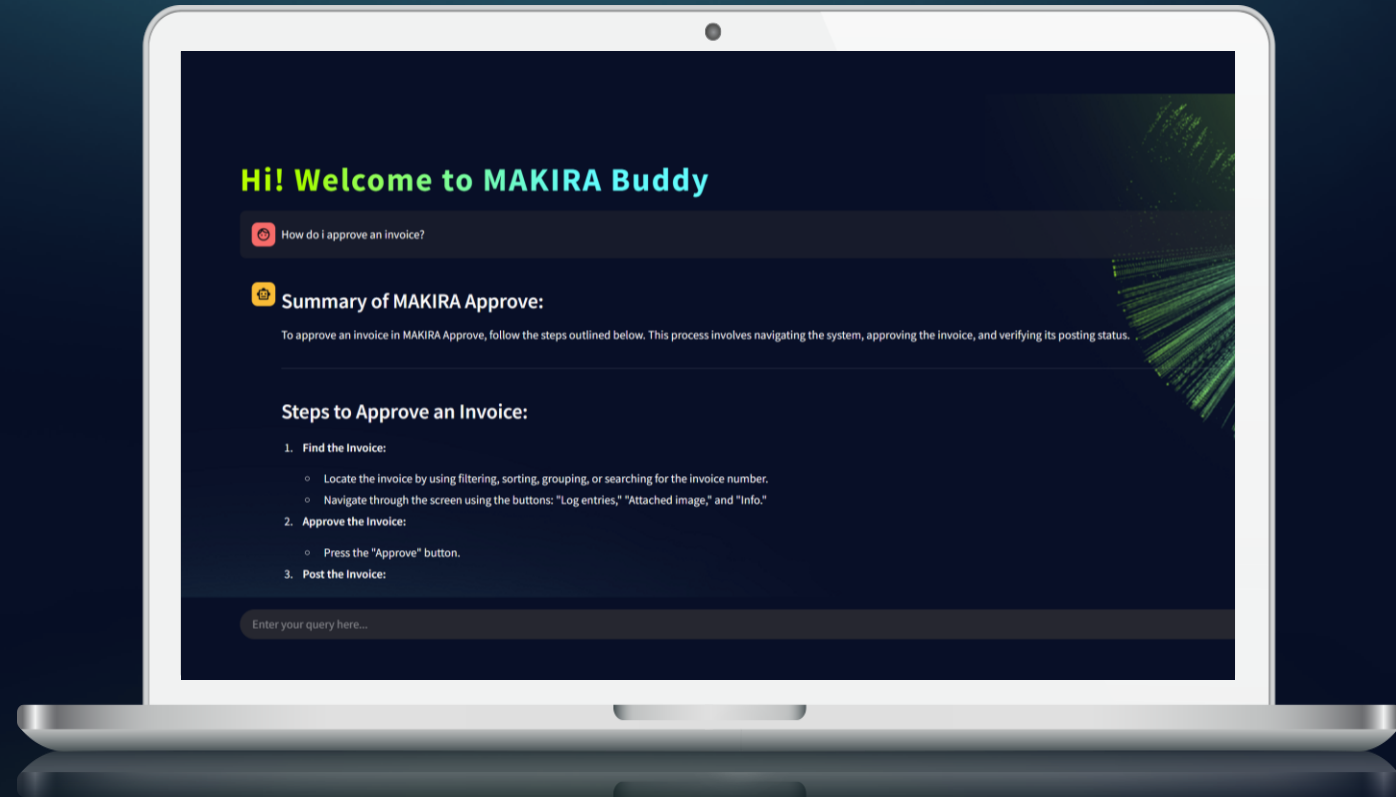 Hi! Welcome to MAKIRA Buddy
How do i approve an invoice?
Summary of MAKIRA Approve:
To approve an invoice in MAKIRA Approve, follow the steps outlined below. This process involves navigating the system, approving the invoice, and verifying its posting status.
Steps to Approve an Invoice:
1. Find the Invoice:
○ Locate the invoice by using filtering, sorting, grouping, or searching for the invoice number.
○ Navigate through the screen using the buttons: "Log entries," "Attached image," and "Info."
2. Approve the Invoice:
○ Press the "Approve" button.
3. Post the Invoice:
Enter your query here...